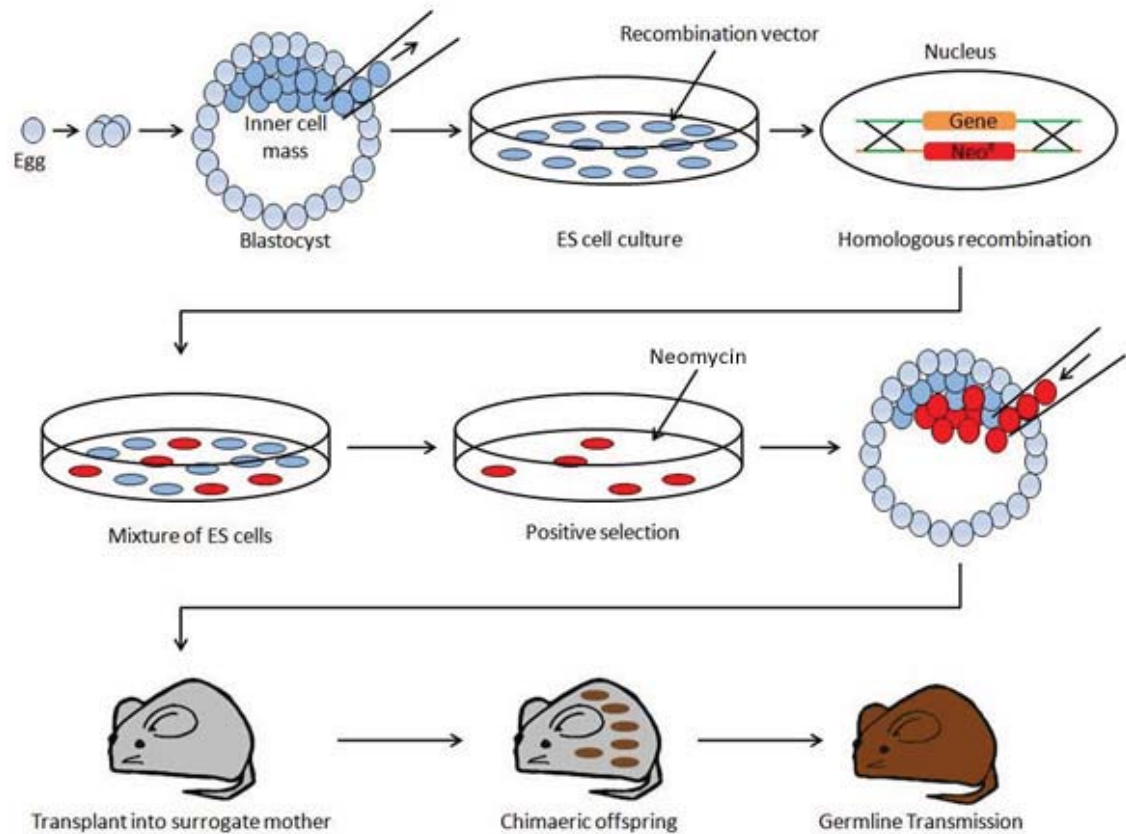 Recombination vector
Nucleus
Egg
Inner cell
mass
Gene
Neoᴿ
Blastocyst
ES cell culture
Homologous recombination
Neomycin
Mixture of ES cells
Positive selection
Transplant into surrogate mother
Chimaeric offspring
Germline Transmission